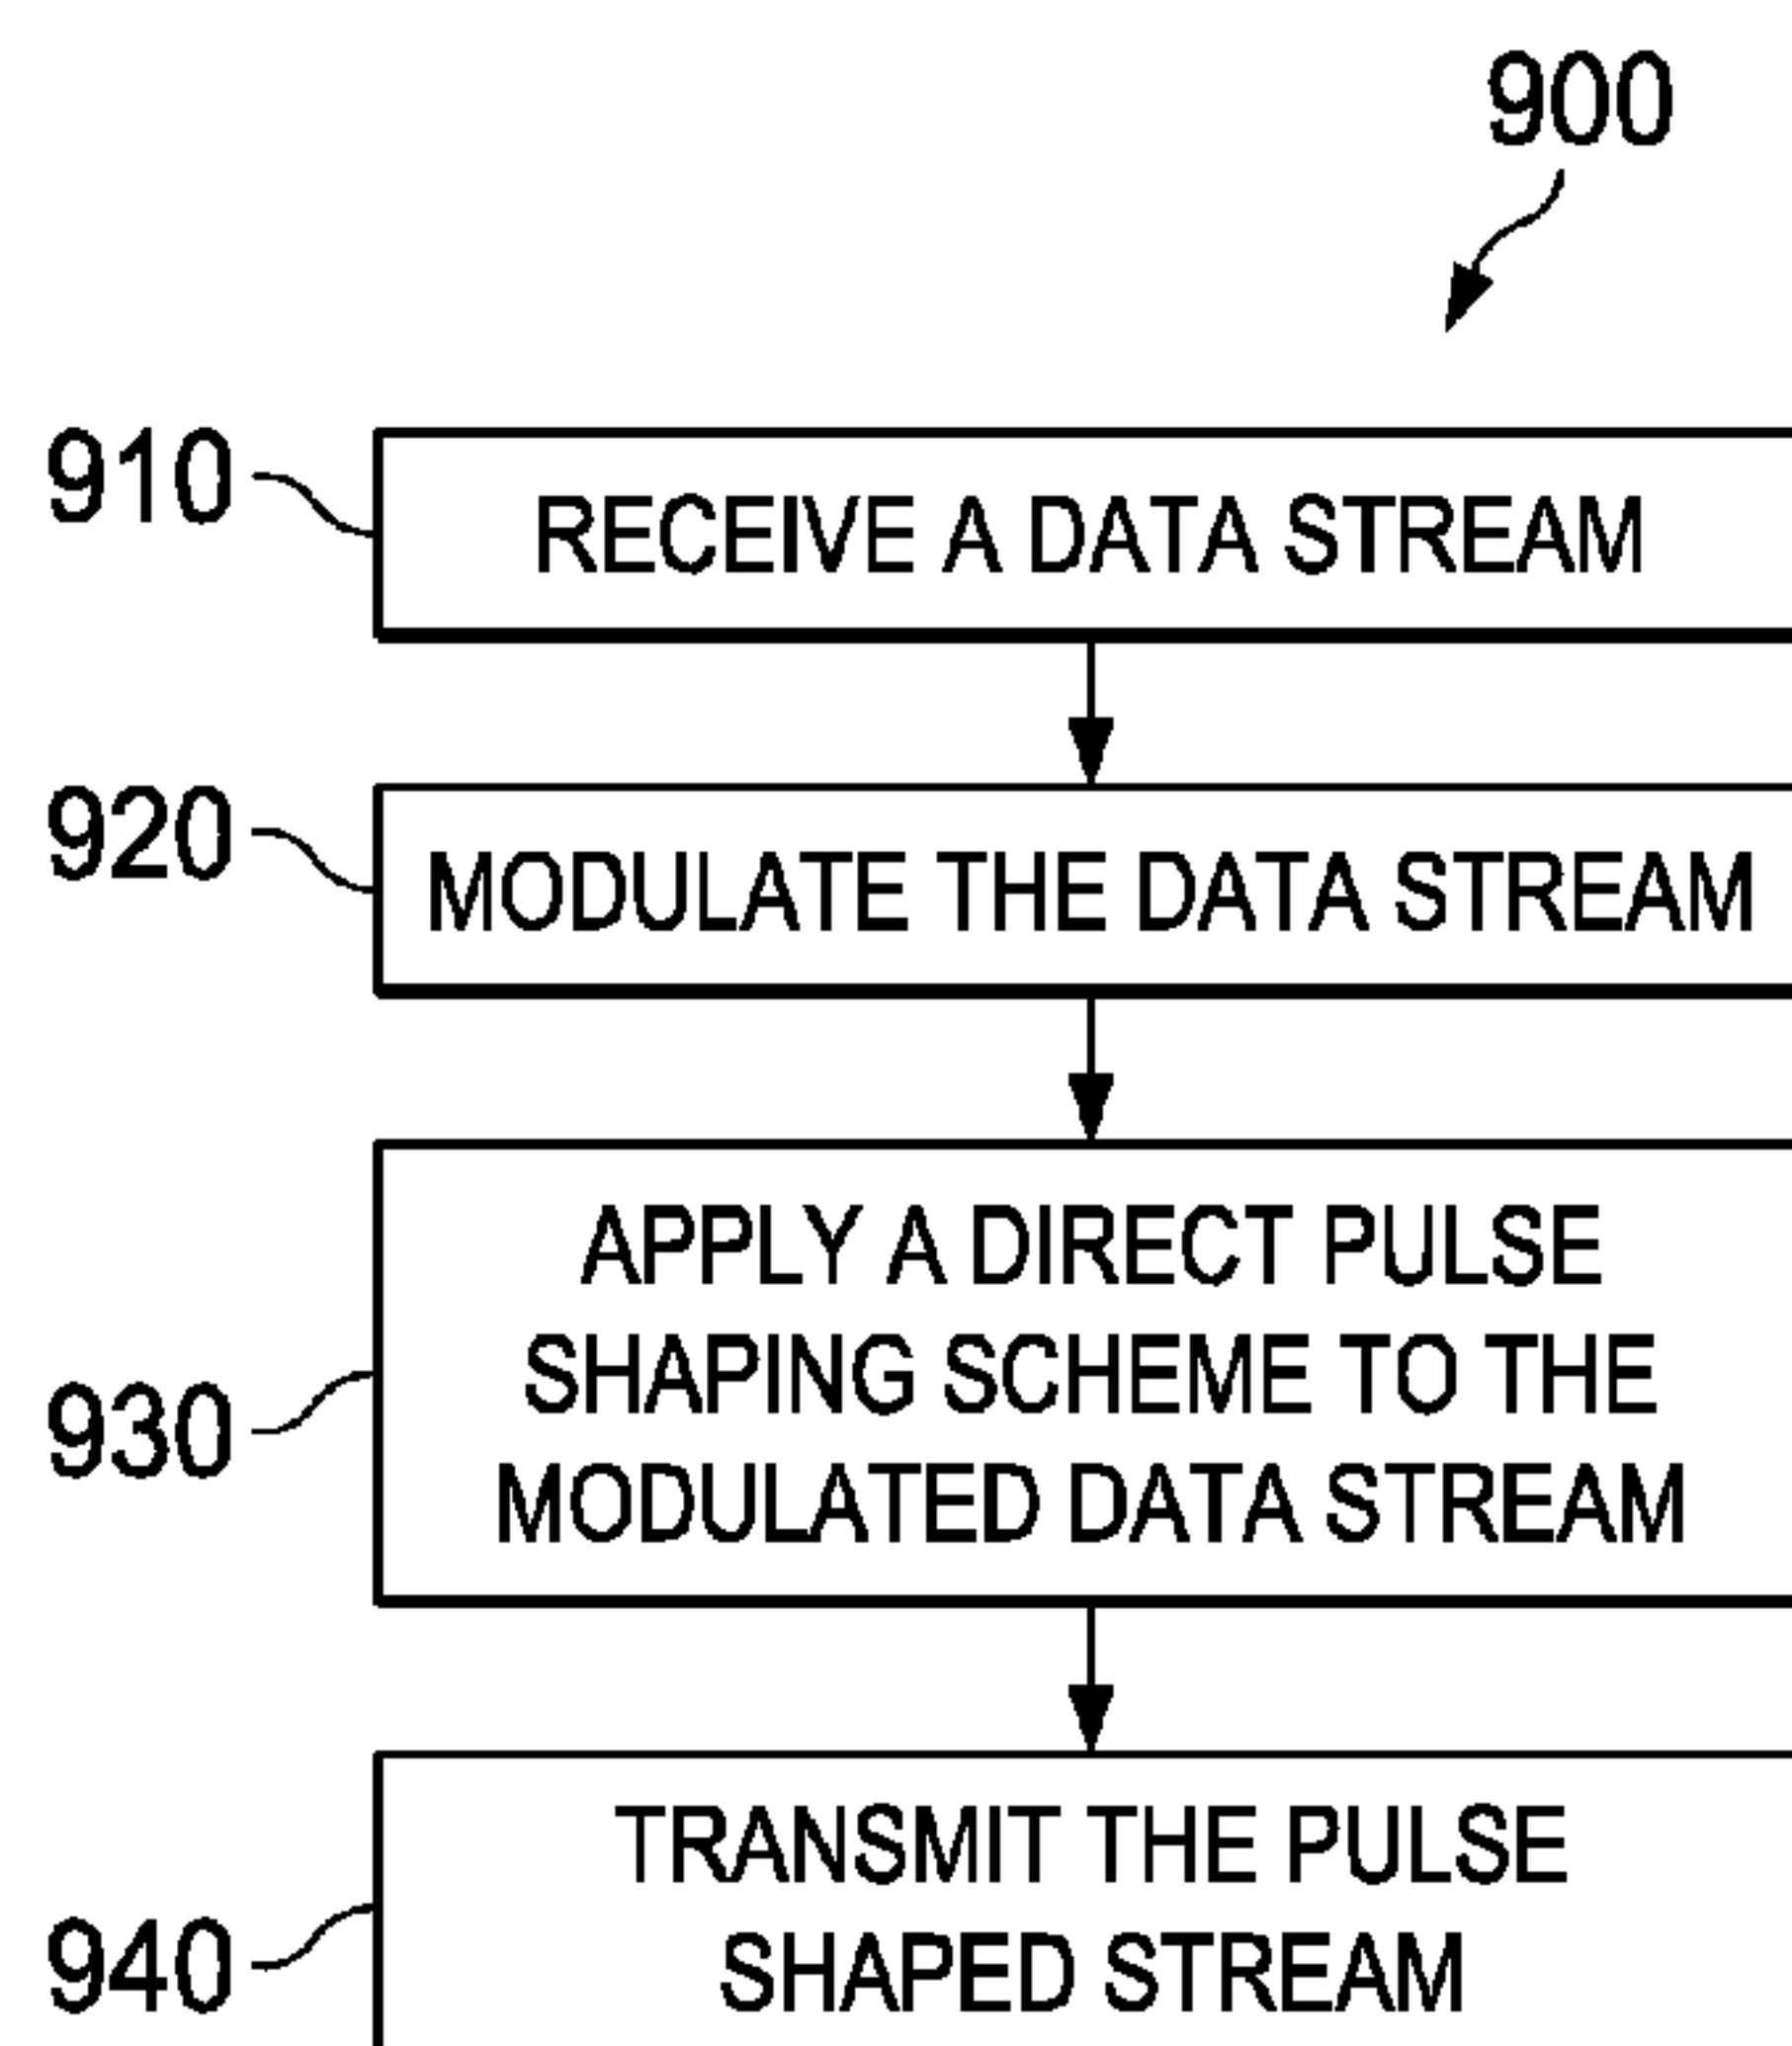 900
910
RECEIVE A DATA STREAM
920
MODULATE THE DATA STREAM
930
APPLY A DIRECT PULSE
SHAPING SCHEME TO THE
MODULATED DATA STREAM
940
TRANSMIT THE PULSE
SHAPED STREAM